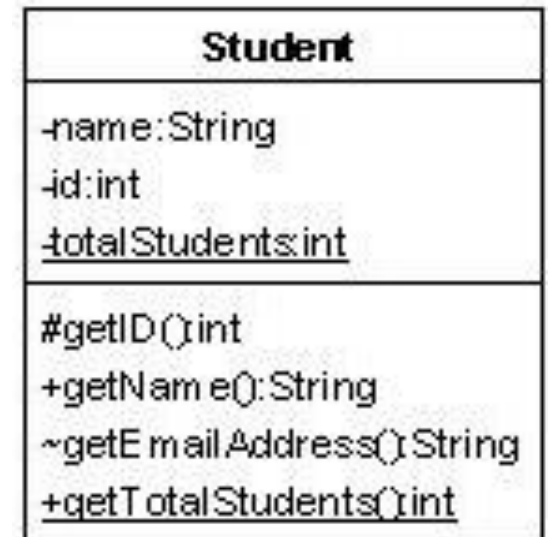 Student
-name:String
-id:int
-totalStudents:int
#getID():int
+getName():String
~getEmailAddress():String
+getTotalStudents():int